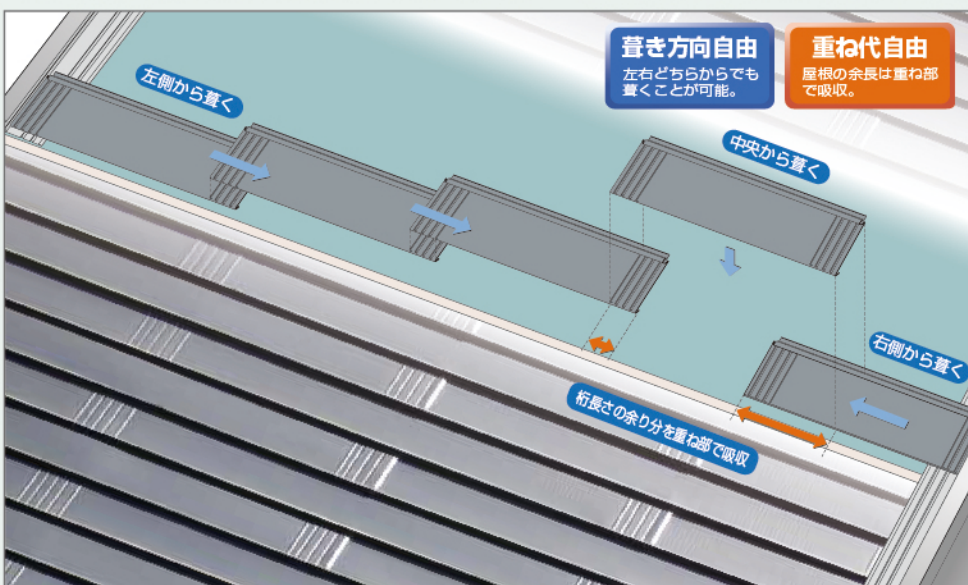 葺き方向自由
左右どちらからでも
葺くことが可能。
重ね代自由
屋根の余長は重ね部
で吸収。
左側から葺く
中央から葺く
右側から葺く
桁長さの余り分を重ね部で吸収